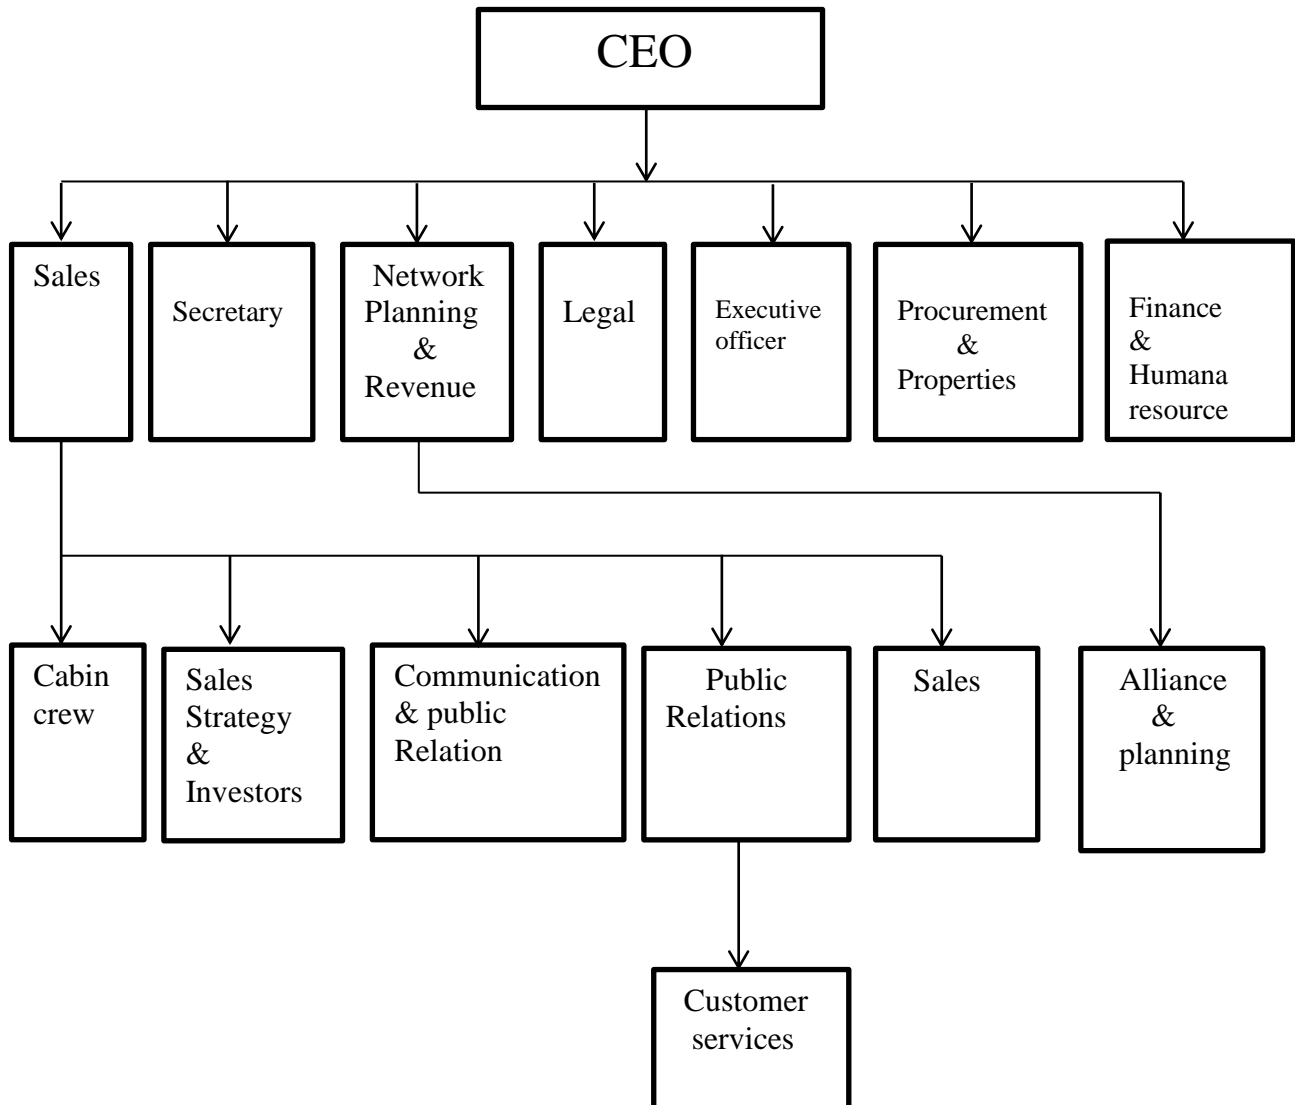 CEO
Sales
Secretary
Network
Planning
&
Revenue
Legal
Executive
officer
Procurement
&
Properties
Finance
&
Humana
resource
Cabin
crew
Sales
Strategy
&
Investors
Communication
& public
Relation
Public
Relations
Sales
Alliance
&
planning
Customer
services